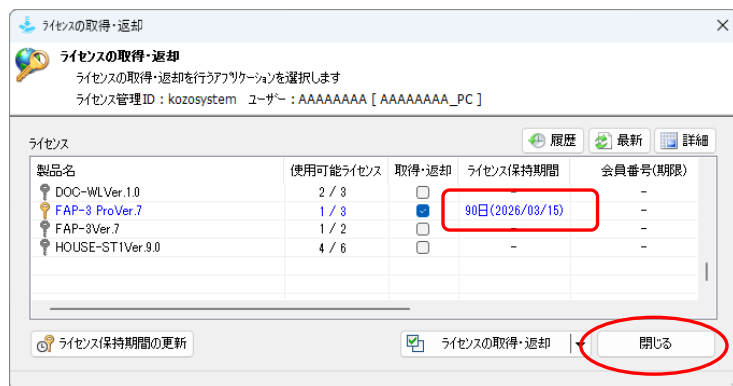 ライセンスの取得・返却
ライセンスの取得・返却
ライセンスの取得・返却を行うアプリケーションを選択します
ライセンス管理ID：kozosystem ユーザー：AAAAAAAA [ AAAAAAAA_PC ]
ライセンス 履歴 最新 詳細
製品名 使用可能ライセンス 取得・返却 ライセンス保持期間 会員番号(期限)
DOC-WLVer.1.0 2 / 3 - -
FAP-3 ProVer.7 1 / 3 90日(2026/03/15) -
FAP-3Ver.7 1 / 2 - -
HOUSE-ST1Ver.9.0 4 / 6 - -
ライセンス保持期間の更新 ライセンスの取得・返却 閉じる